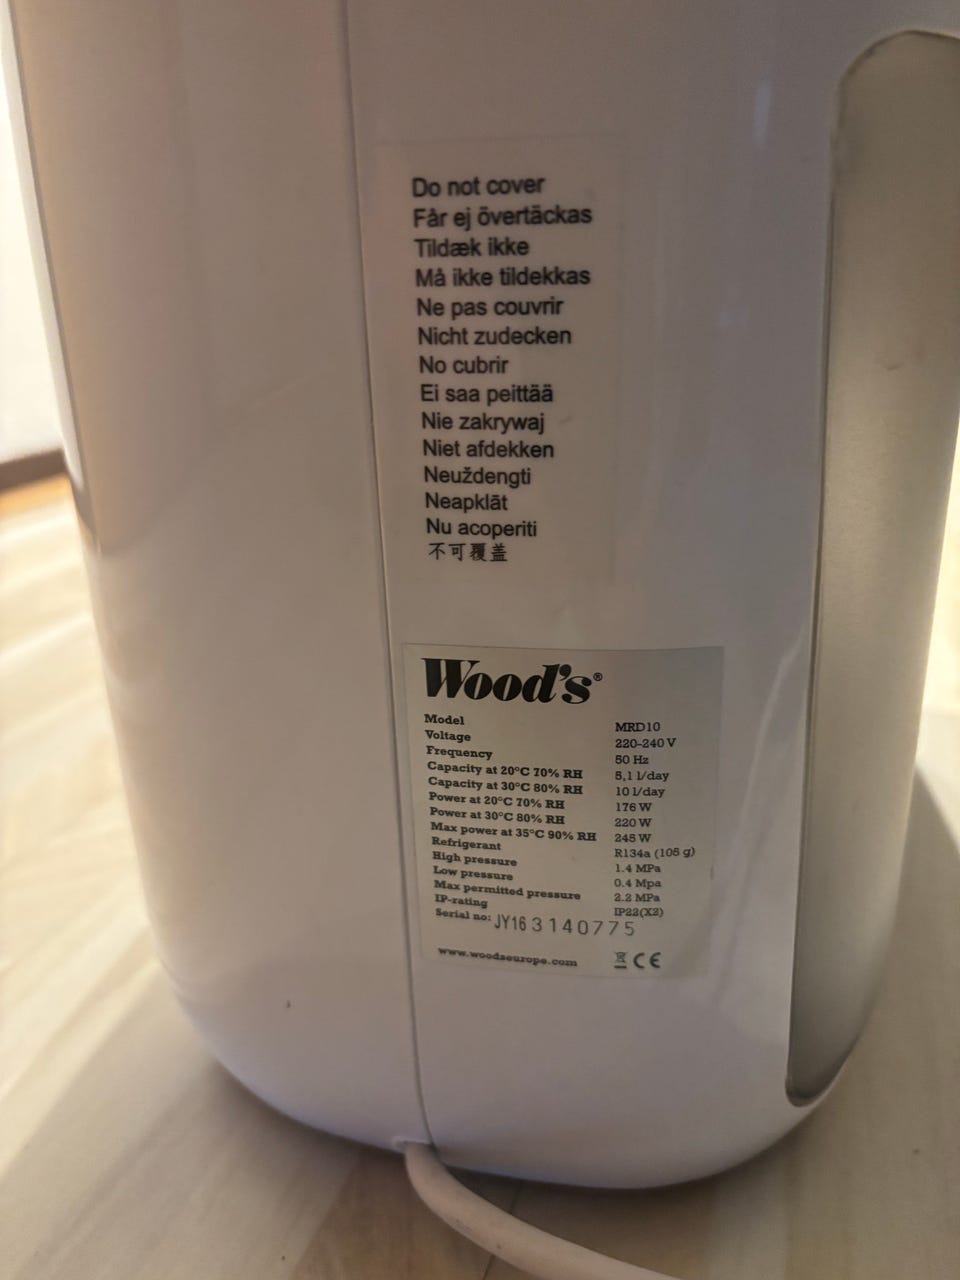 Do not cover
Får ej övertäckas
Tildæk ikke
Må ikke tildekkas
Ne pas couvrir
Nicht zudecken
No cubrir
Ei saa peittää
Nie zakrywaj
Niet afdekken
Neuždengti
Neapklāt
Nu acoperiti
不可覆盖
Wood's®
Model MRD10
Voltage 220-240 V
Frequency 50 Hz
Capacity at 20°C 70% RH 5,1 l/day
Capacity at 30°C 80% RH 10 l/day
Power at 20°C 70% RH 176 W
Power at 30°C 80% RH 220 W
Max power at 35°C 90% RH 245 W
Refrigerant R134a (105 g)
High pressure 1.4 MPa
Low pressure 0.4 Mpa
Max permitted pressure 2.2 MPa
IP-rating IP22(X2)
Serial no: JY163140775
www.woodseurope.com CE